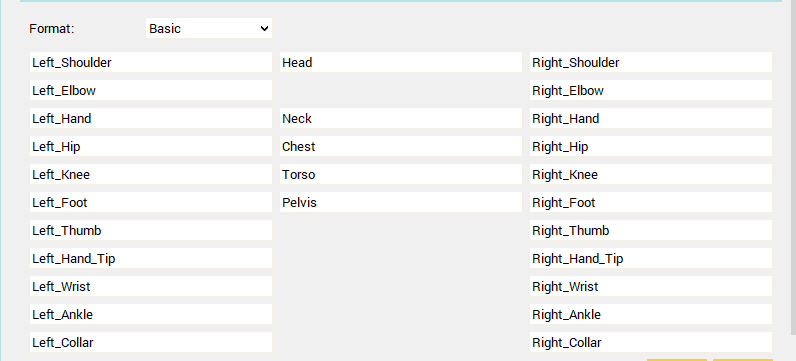 Format: Basic
Left_Shoulder Head Right_Shoulder
Left_Elbow Right_Elbow
Left_Hand Neck Right_Hand
Left_Hip Chest Right_Hip
Left_Knee Torso Right_Knee
Left_Foot Pelvis Right_Foot
Left_Thumb Right_Thumb
Left_Hand_Tip Right_Hand_Tip
Left_Wrist Right_Wrist
Left_Ankle Right_Ankle
Left_Collar Right_Collar